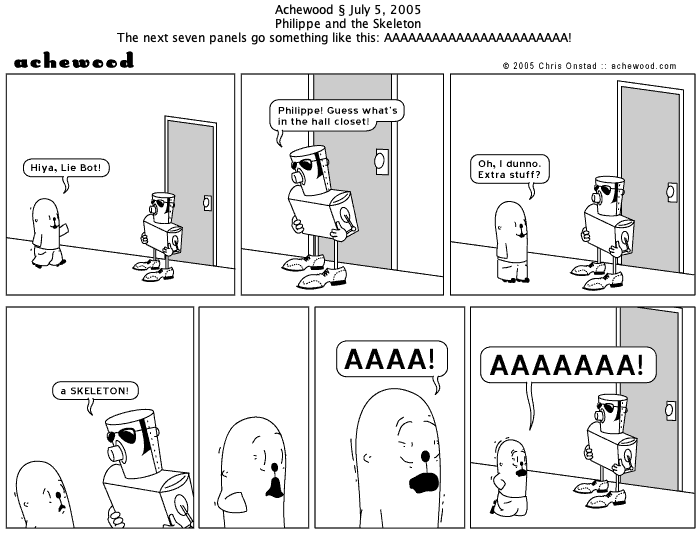 Achewood § July 5, 2005
Philippe and the Skeleton
The next seven panels go something like this: AAAAAAAAAAAAAAAAAAAAAAA!
achewood
© 2005 Chris Onstad :: achewood.com
Hiya, Lie Bot!
Philippe! Guess what's
in the hall closet!
Oh, I dunno.
Extra stuff?
a SKELETON!
AAAA!
AAAAAAA!